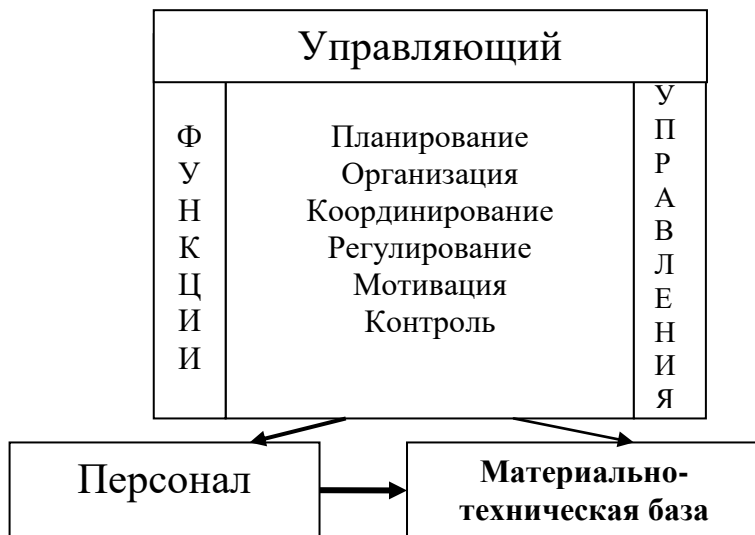 Управляющий
ФУНКЦИИ
Планирование
Организация
Координирование
Регулирование
Мотивация
Контроль
УПРАВЛЕНИЯ
Персонал
Материально-
техническая база